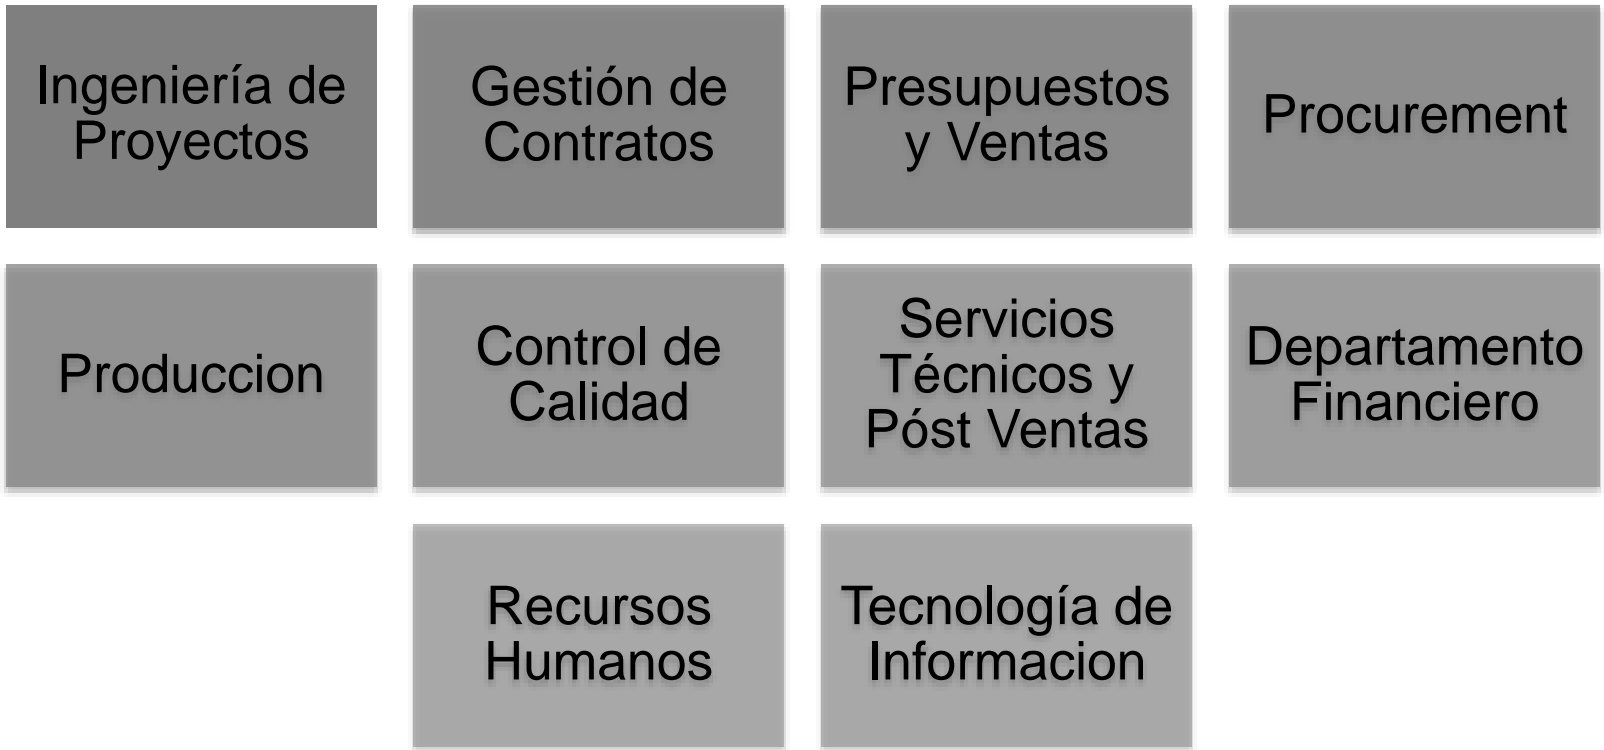 Ingeniería de
Proyectos
Gestión de
Contratos
Presupuestos
y Ventas
Procurement
Produccion
Control de
Calidad
Servicios
Técnicos y
Póst Ventas
Departamento
Financiero
Recursos
Humanos
Tecnología de
Informacion